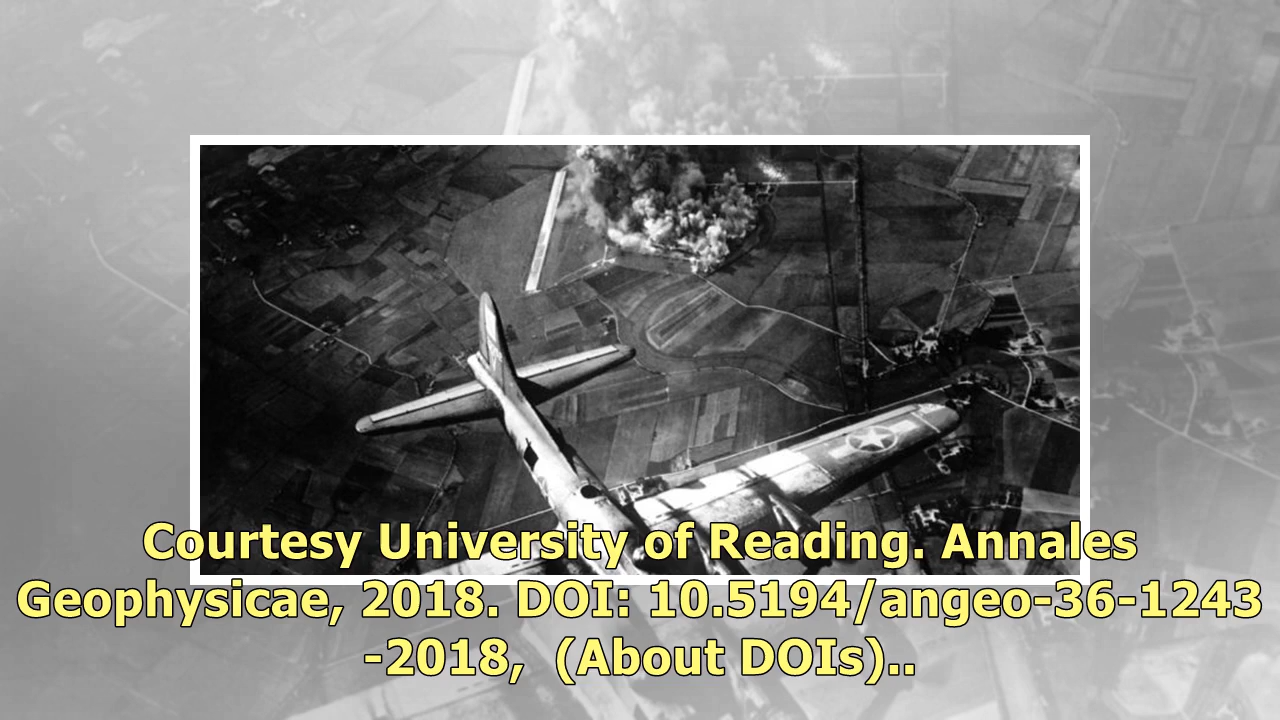 Courtesy University of Reading. Annales
Geophysicae, 2018. DOI: 10.5194/angeo-36-1243
-2018,  (About DOIs)..